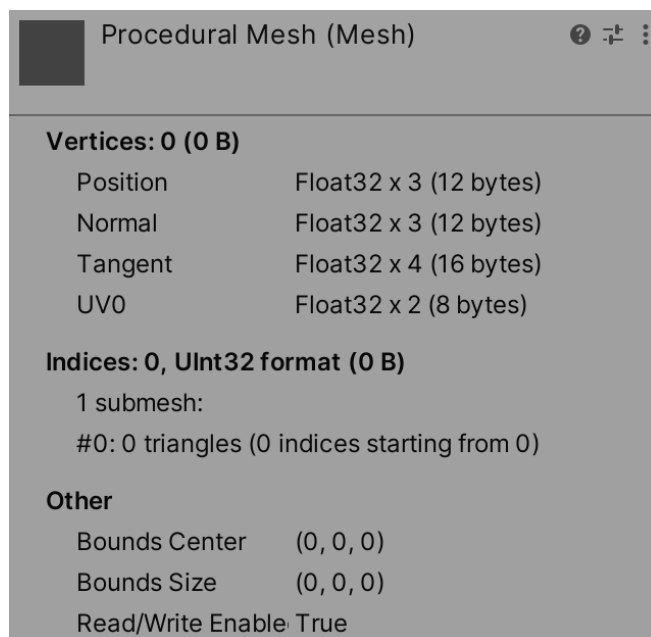 Procedural Mesh (Mesh)
Vertices: 0 (0 B)
Position Float32 x 3 (12 bytes)
Normal Float32 x 3 (12 bytes)
Tangent Float32 x 4 (16 bytes)
UV0 Float32 x 2 (8 bytes)
Indices: 0, UInt32 format (0 B)
1 submesh:
#0: 0 triangles (0 indices starting from 0)
Other
Bounds Center (0, 0, 0)
Bounds Size (0, 0, 0)
Read/Write Enable True